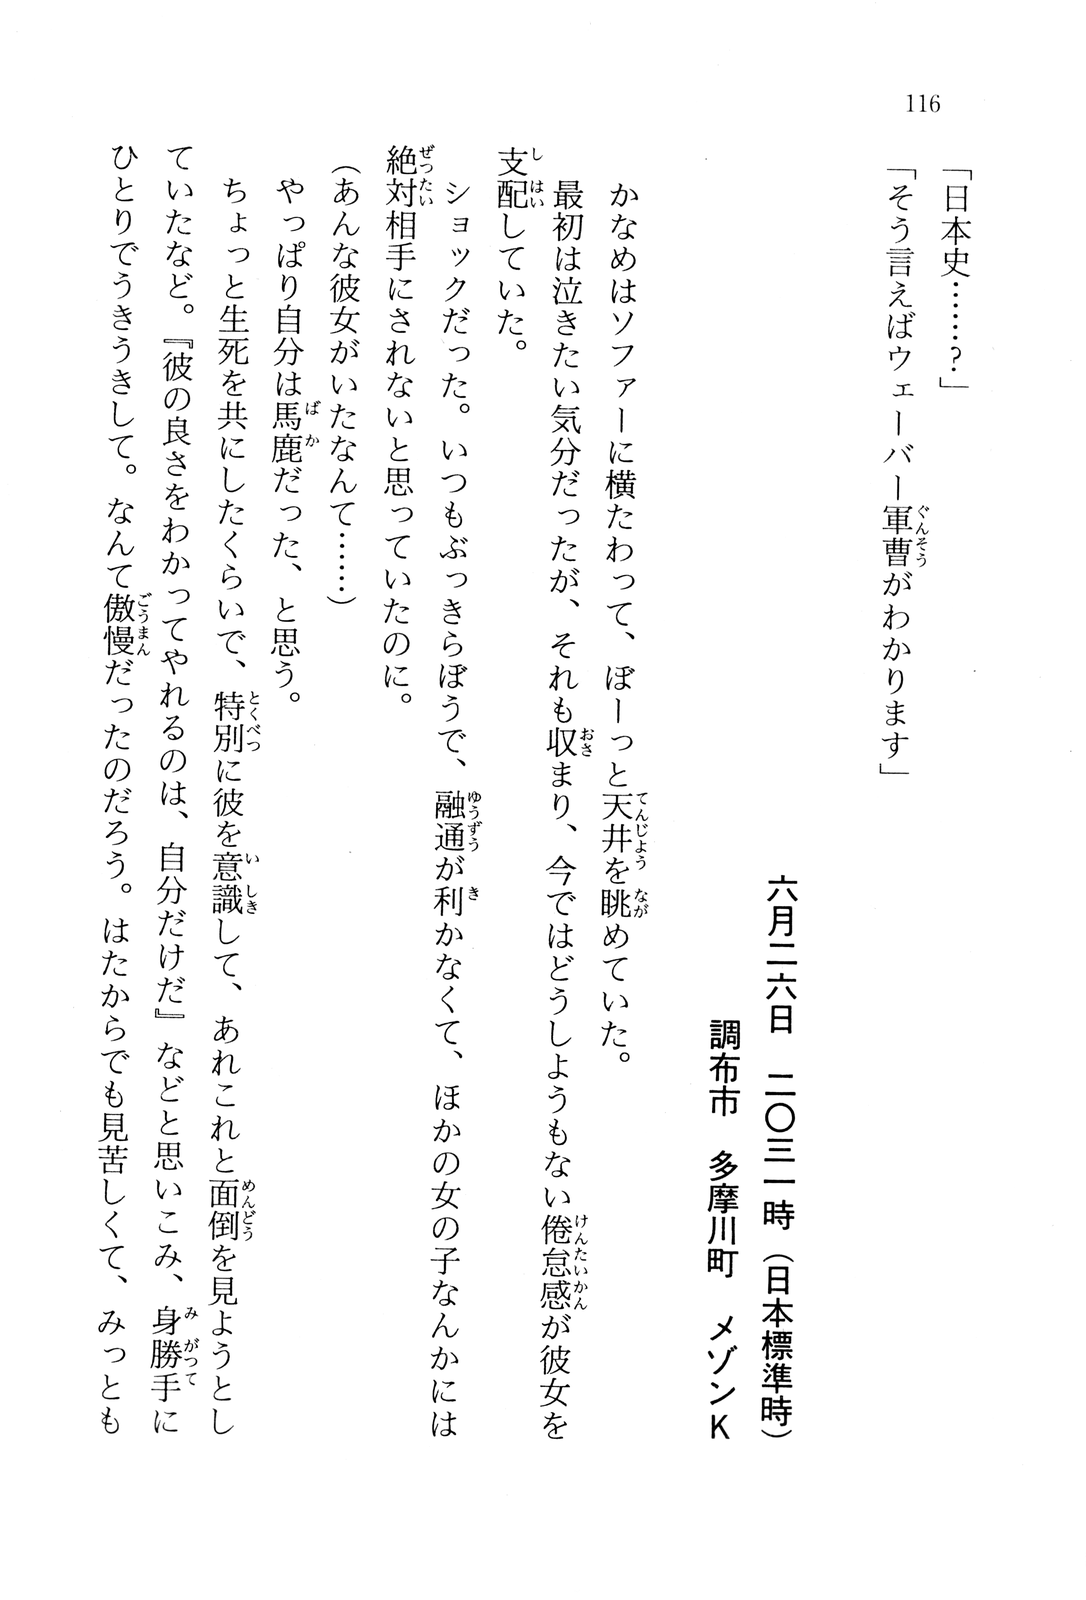 116
「日本史……？」
「そう言えばウェーバー軍曹がわかります」
六月二六日　二〇三一時（日本標準時）
調布市　多摩川町　メゾンK
かなめはソファーに横たわって、ぼーっと天井を眺めていた。
最初は泣きたい気分だったが、それも収まり、今ではどうしようもない倦怠感が彼女を
支配していた。
ショックだった。いつもぶっきらぼうで、融通が利かなくて、ほかの女の子なんかには
絶対相手にされないと思っていたのに。
（あんな彼女がいたなんて……）
やっぱり自分は馬鹿だった、と思う。
ちょっと生死を共にしたくらいで、特別に彼を意識して、あれこれと面倒を見ようとし
ていたなど。『彼の良さをわかってやれるのは、自分だけだ』などと思いこみ、身勝手に
ひとりでうきうきして。なんて傲慢だったのだろう。はたからでも見苦しくて、みっとも